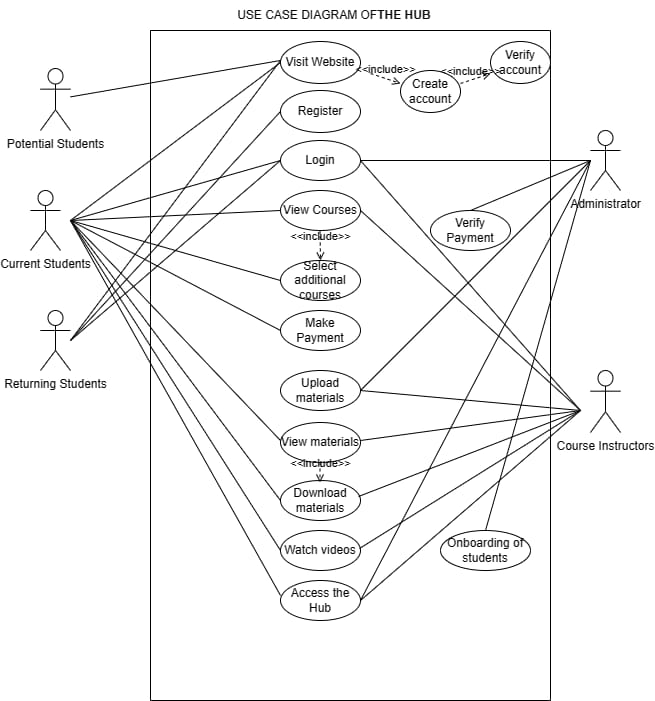 USE CASE DIAGRAM OFTHE HUB
Visit Website
<<include>>
Create
account
<<include>>
Verify
account
Potential Students
Register
Login
Administrator
Current Students
View Courses
<<include>>
Verify
Payment
Select
additional
courses
Make
Payment
Returning Students
Upload
materials
View materials
<<include>>
Course Instructors
Download
materials
Watch videos
Onboarding of
students
Access the
Hub